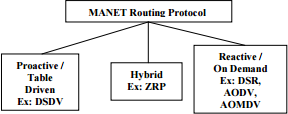 MANET Routing Protocol
Proactive /
Table
Driven
Ex: DSDV
Hybrid
Ex: ZRP
Reactive /
On Demand
Ex: DSR,
AODV,
AOMDV